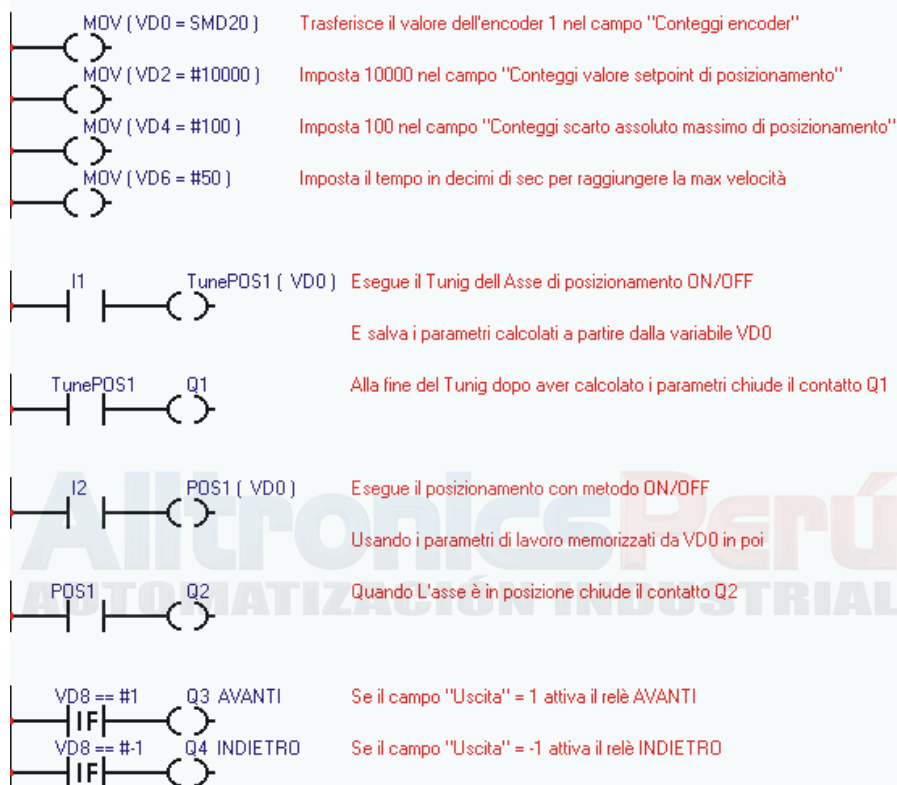 MOV ( VD0 = SMD20 ) Trasferisce il valore dell'encoder 1 nel campo "Conteggi encoder"
MOV ( VD2 = #10000 ) Imposta 10000 nel campo "Conteggi valore setpoint di posizionamento"
MOV ( VD4 = #100 ) Imposta 100 nel campo "Conteggi scarto assoluto massimo di posizionamento"
MOV ( VD6 = #50 ) Imposta il tempo in decimi di sec per raggiungere la max velocità
I1 TunePOS1 ( VD0 ) Esegue il Tunig dell Asse di posizionamento ON/OFF
E salva i parametri calcolati a partire dalla variabile VD0
TunePOS1 Q1 Alla fine del Tunig dopo aver calcolato i parametri chiude il contatto Q1
I2 POS1 ( VD0 ) Esegue il posizionamento con metodo ON/OFF
Usando i parametri di lavoro memorizzati da VD0 in poi
AlltronicsPerú
AUTOMATIZACIÓN INDUSTRIAL
POS1 Q2 Quando L'asse è in posizione chiude il contatto Q2
VD8 == #1 Q3 AVANTI Se il campo "Uscita" = 1 attiva il relè AVANTI
IF
VD8 == #-1 Q4 INDIETRO Se il campo "Uscita" = -1 attiva il relè INDIETRO
IF